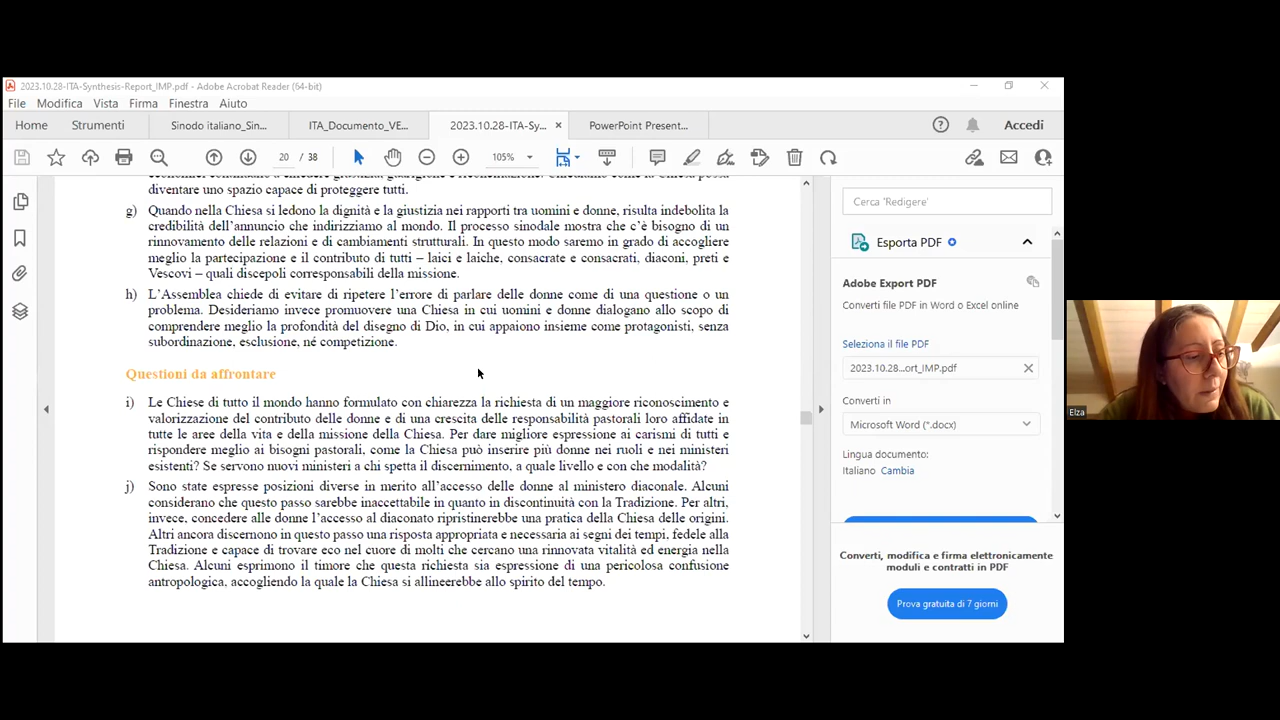 2023.10.28-ITA-Synthesis-Report_IMP.pdf - Adobe Acrobat Reader (64-bit)
File Modifica Vista Firma Finestra Aiuto
Home Strumenti Sinodo italiano_Sin... ITA_Documento_VE... 2023.10.28-ITA-Sy... × PowerPoint Present... Accedi
20 / 38 105%
diventare uno spazio capace di proteggere tutti.
g) Quando nella Chiesa si ledono la dignità e la giustizia nei rapporti tra uomini e donne, risulta indebolita la
credibilità dell’annuncio che indirizziamo al mondo. Il processo sinodale mostra che c’è bisogno di un
rinnovamento delle relazioni e di cambiamenti strutturali. In questo modo saremo in grado di accogliere
meglio la partecipazione e il contributo di tutti – laici e laiche, consacrate e consacrati, diaconi, preti e
Vescovi – quali discepoli corresponsabili della missione.
h) L’Assemblea chiede di evitare di ripetere l’errore di parlare delle donne come di una questione o un
problema. Desideriamo invece promuovere una Chiesa in cui uomini e donne dialogano allo scopo di
comprendere meglio la profondità del disegno di Dio, in cui appaiono insieme come protagonisti, senza
subordinazione, esclusione, né competizione.
Questioni da affrontare
i) Le Chiese di tutto il mondo hanno formulato con chiarezza la richiesta di un maggiore riconoscimento e
valorizzazione del contributo delle donne e di una crescita delle responsabilità pastorali loro affidate in
tutte le aree della vita e della missione della Chiesa. Per dare migliore espressione ai carismi di tutti e
rispondere meglio ai bisogni pastorali, come la Chiesa può inserire più donne nei ruoli e nei ministeri
esistenti? Se servono nuovi ministeri a chi spetta il discernimento, a quale livello e con che modalità?
j) Sono state espresse posizioni diverse in merito all’accesso delle donne al ministero diaconale. Alcuni
considerano che questo passo sarebbe inaccettabile in quanto in discontinuità con la Tradizione. Per altri,
invece, concedere alle donne l’accesso al diaconato ripristinerebbe una pratica della Chiesa delle origini.
Altri ancora discernono in questo passo una risposta appropriata e necessaria ai segni dei tempi, fedele alla
Tradizione e capace di trovare eco nel cuore di molti che cercano una rinnovata vitalità ed energia nella
Chiesa. Alcuni esprimono il timore che questa richiesta sia espressione di una pericolosa confusione
antropologica, accogliendo la quale la Chiesa si allineerebbe allo spirito del tempo.
Cerca 'Redigere'
Esporta PDF
Adobe Export PDF
Converti file PDF in Word o Excel online
Seleziona il file PDF
2023.10.28...ort_IMP.pdf
Converti in
Microsoft Word (*.docx)
Lingua documento:
Italiano Cambia
Converti, modifica e firma elettronicamente
moduli e contratti in PDF
Prova gratuita di 7 giorni
Elza